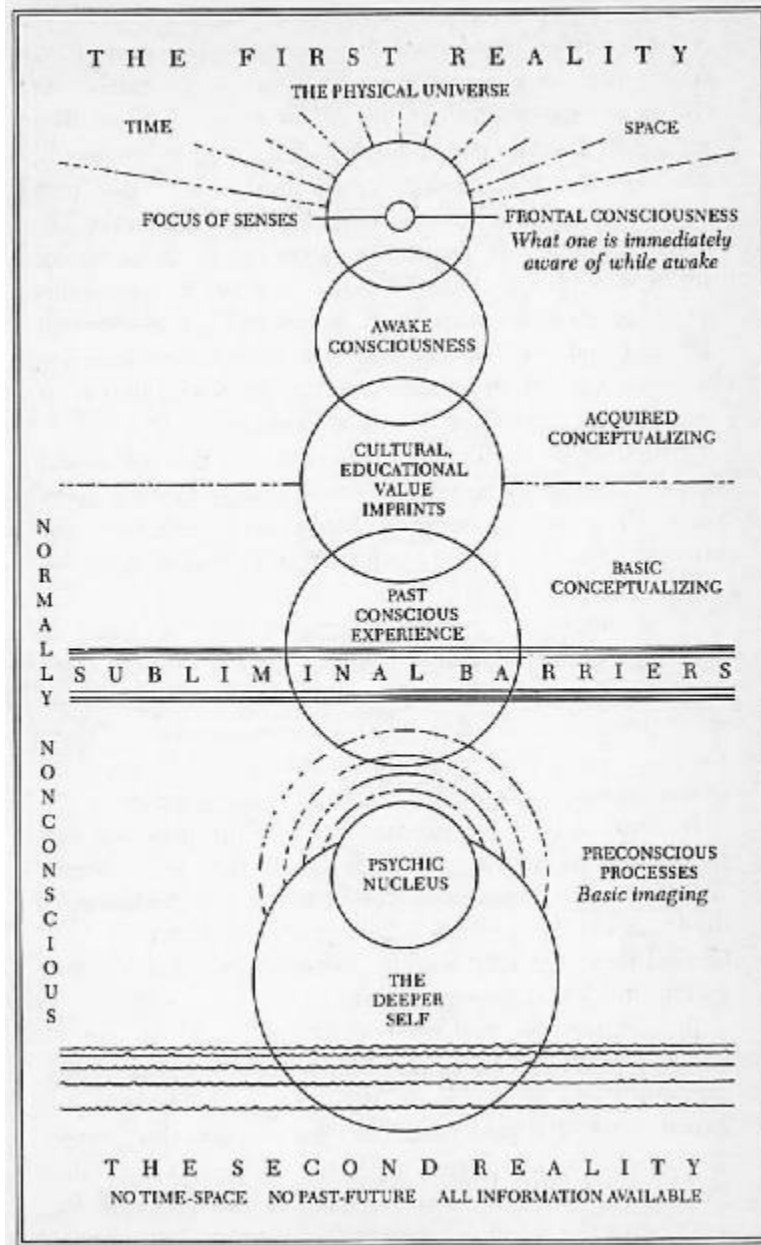 THE FIRST REALITY
THE PHYSICAL UNIVERSE
TIME
SPACE
FOCUS OF SENSES
FRONTAL CONSCIOUSNESS
What one is immediately
aware of while awake
AWAKE
CONSCIOUSNESS
ACQUIRED
CONCEPTUALIZING
CULTURAL,
EDUCATIONAL
VALUE
IMPRINTS
BASIC
CONCEPTUALIZING
PAST
CONSCIOUS
EXPERIENCE
NORMALLY NONCONSCIOUS
SUBLIMINAL BARRIERS
PSYCHIC
NUCLEUS
PRECONSCIOUS
PROCESSES
Basic imaging
THE
DEEPER
SELF
THE SECOND REALITY
NO TIME-SPACE NO PAST-FUTURE ALL INFORMATION AVAILABLE